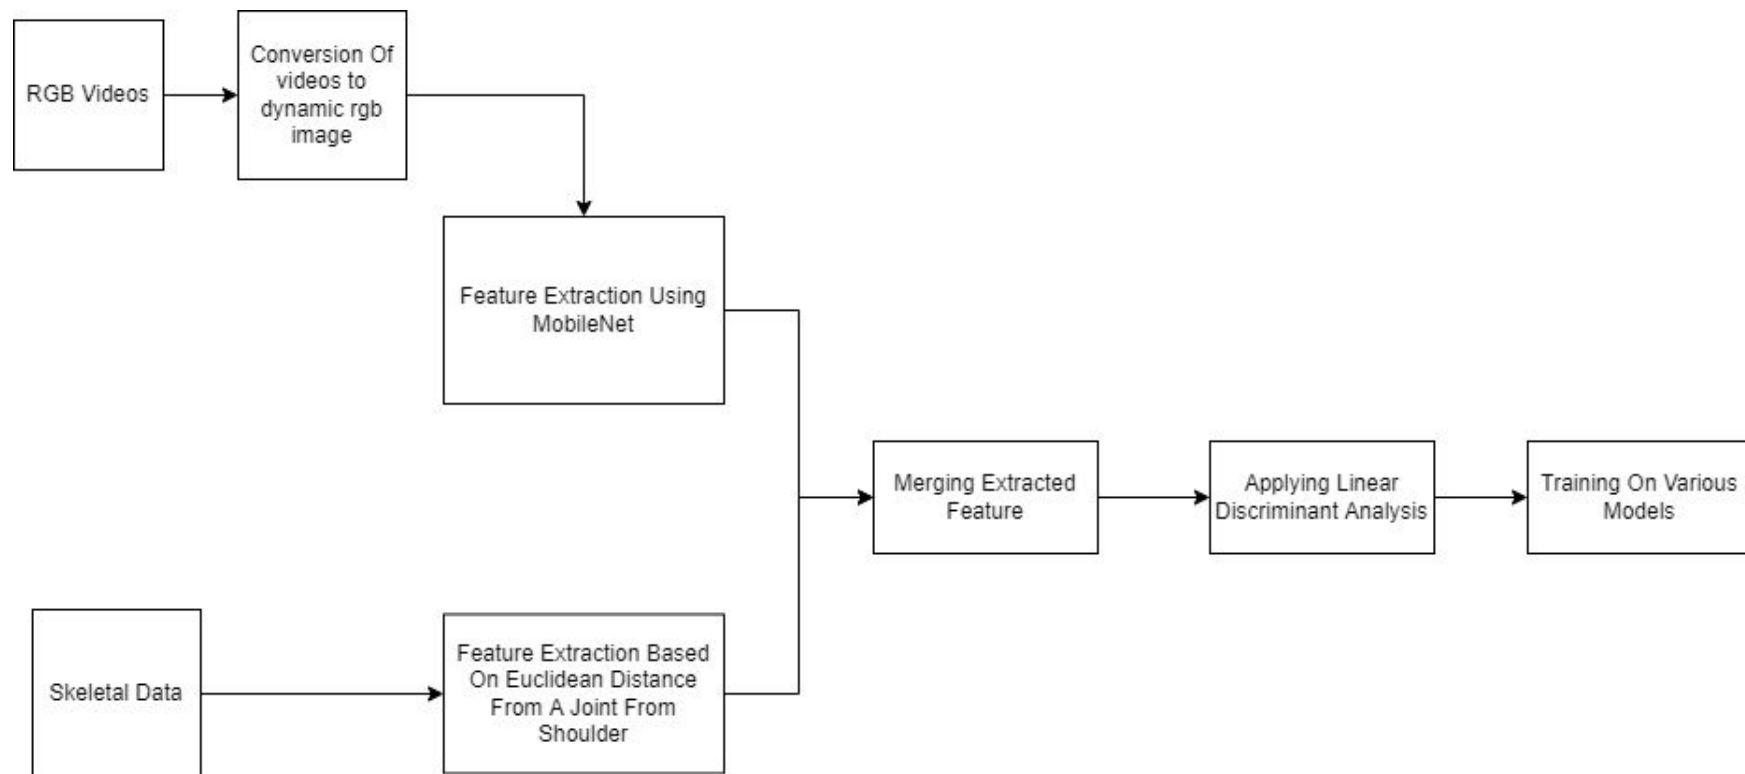 RGB Videos
Conversion Of
videos to
dynamic rgb
image
Feature Extraction Using
MobileNet
Merging Extracted
Feature
Applying Linear
Discriminant Analysis
Training On Various
Models
Skeletal Data
Feature Extraction Based
On Euclidean Distance
From A Joint From
Shoulder